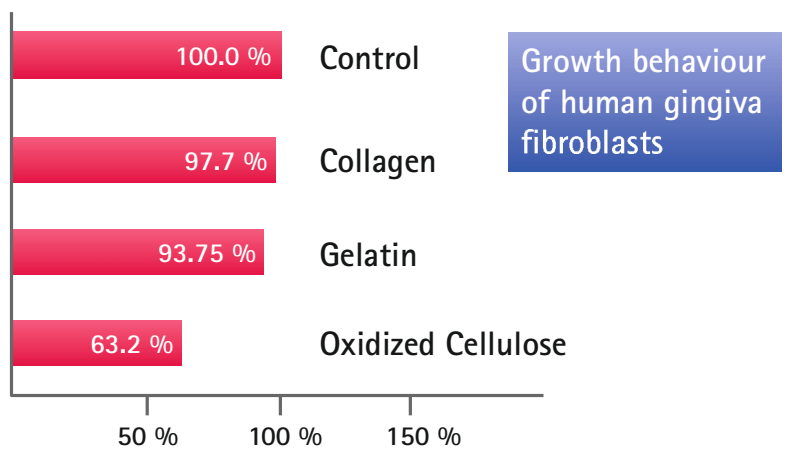 100.0 % Control
Growth behaviour
of human gingiva
fibroblasts
97.7 % Collagen
93.75 % Gelatin
63.2 % Oxidized Cellulose
50 % 100 % 150 %